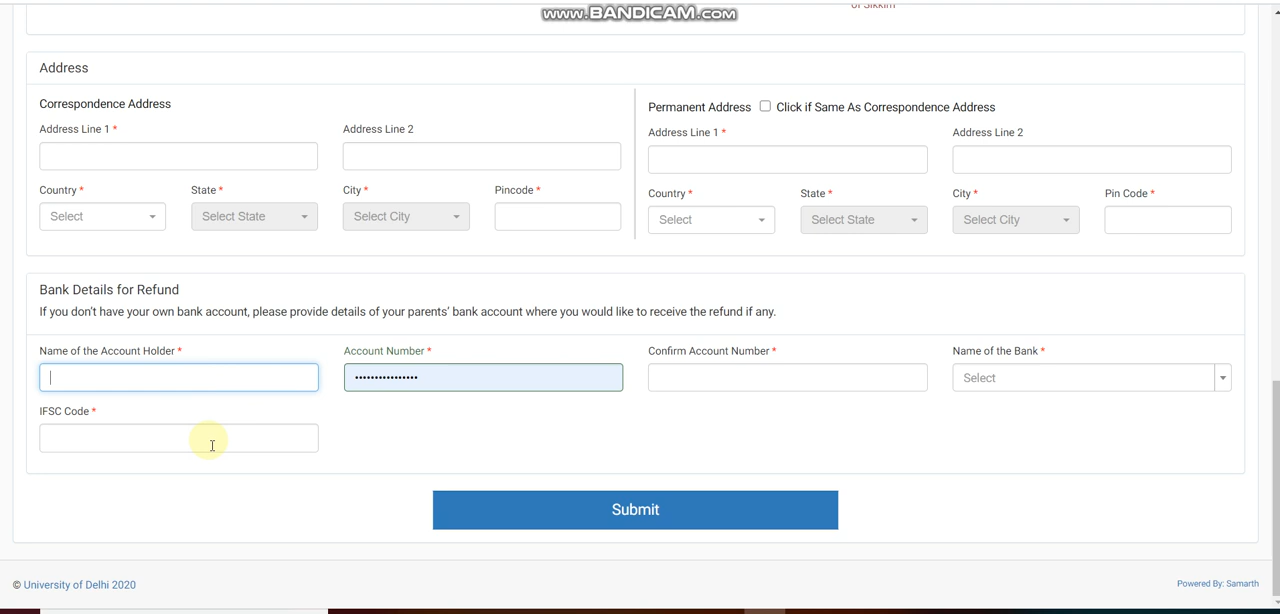 www.BANDICAM.com
of Sikkim
Address
Correspondence Address
Permanent Address Click if Same As Correspondence Address
Address Line 1 *
Address Line 2
Address Line 1 *
Address Line 2
Country *
State *
City *
Pincode *
Country *
State *
City *
Pin Code *
Select
Select State
Select City
Select
Select State
Select City
Bank Details for Refund
If you don't have your own bank account, please provide details of your parents' bank account where you would like to receive the refund if any.
Name of the Account Holder *
Account Number *
Confirm Account Number *
Name of the Bank *
••••••••••••••••
Select
IFSC Code *
Submit
© University of Delhi 2020
Powered By: Samarth